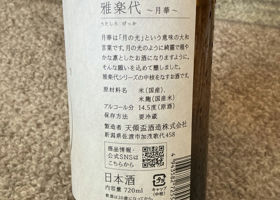 雅楽代 ～月華～
うたしろ げっか
月華は「月の光」という意味の大和
言葉です。月の光のように綺麗で穏や
かな凛としたお酒になりますように、
そんな願いを込めて醸しました。
雅楽代シリーズの中核をなすお酒です。
原材料名 米(国産)、
米麹(国産米)
アルコール分 14.5度(原酒)
保存方法 要冷蔵
製造者 天領盃酒造株式会社
新潟県佐渡市加茂歌代458
商品情報・
公式SNSは
こちらから
日本酒
内容量 720ml